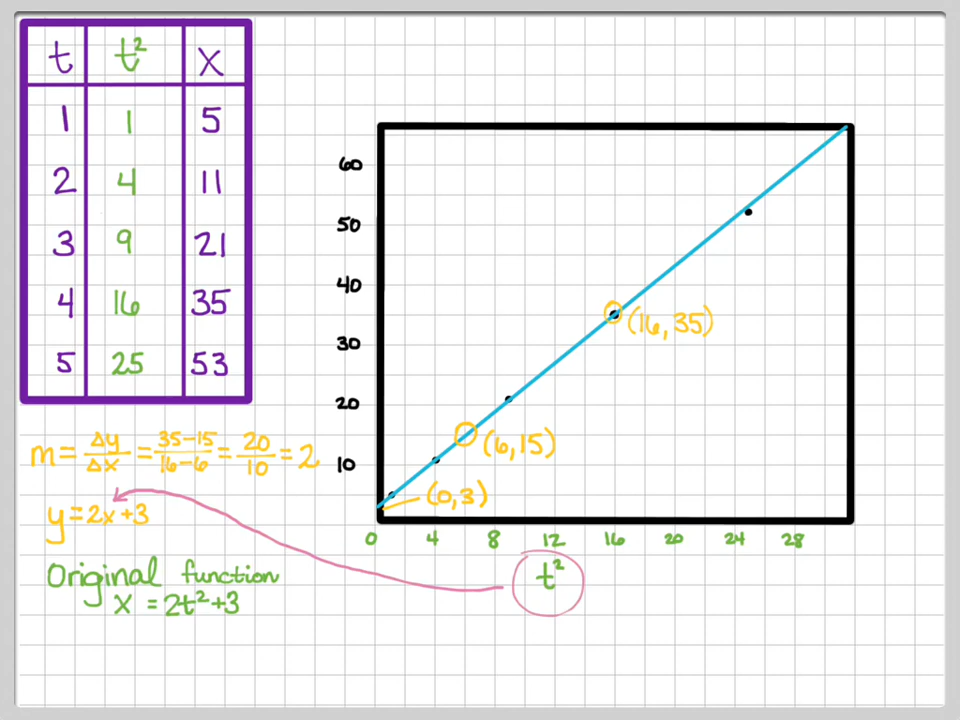 t t² x
1 1 5
2 4 11
3 9 21
4 16 35
5 25 53
60
50
40
30
20
10
(16,35)
(6,15)
(0,3)
0 4 8 12 16 20 24 28
t²
m = Δy/Δx = 35-15/16-6 = 20/10 = 2
y = 2x+3
Original function
x = 2t²+3